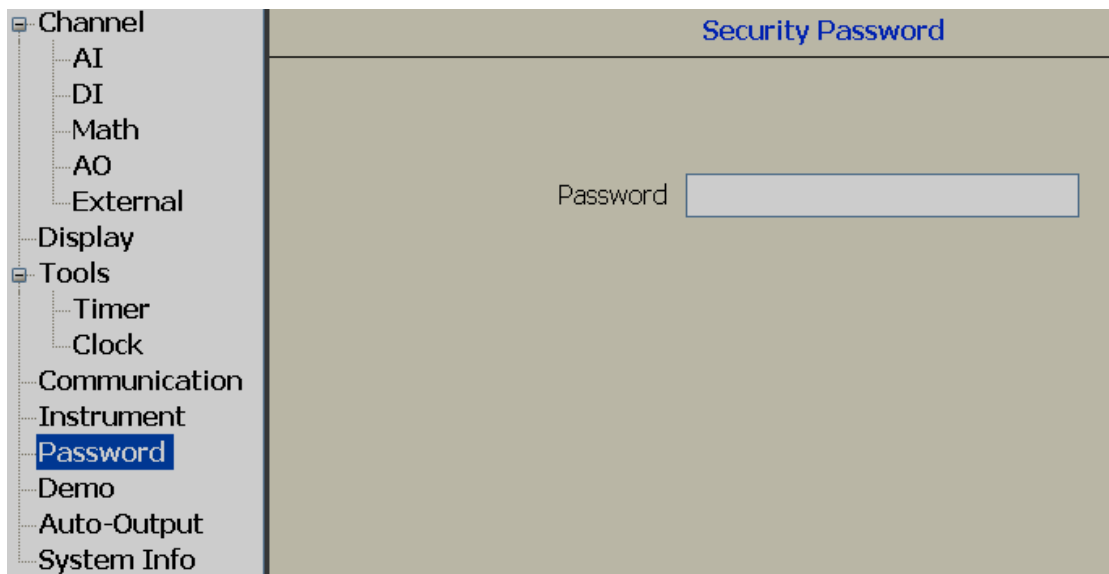 Channel
AI
DI
Math
AO
External
Display
Tools
Timer
Clock
Communication
Instrument
Password
Demo
Auto-Output
System Info
Security Password
Password